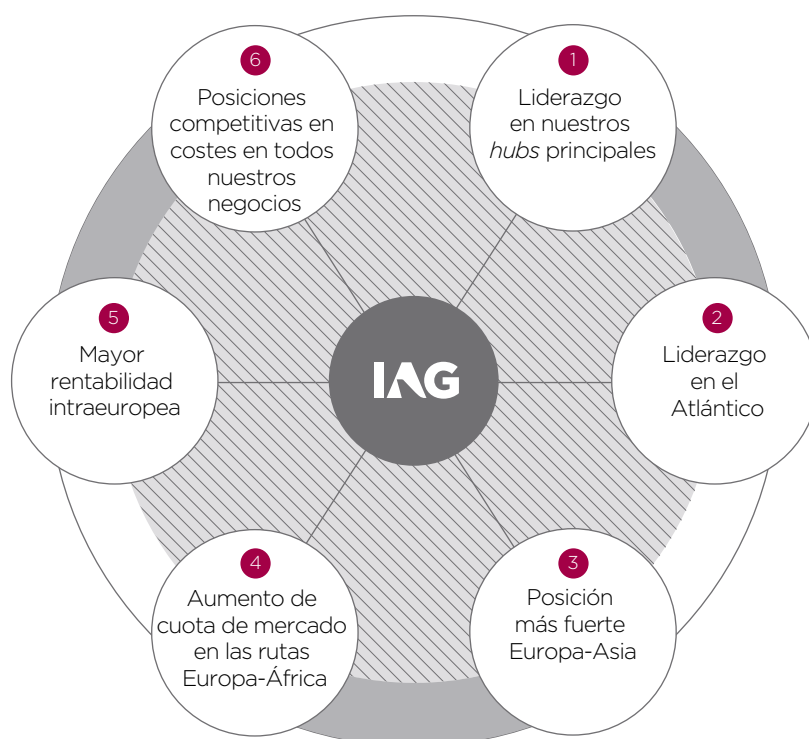 1
Liderazgo
en nuestros
hubs principales
2
Liderazgo
en el
Atlántico
3
Posición
más fuerte
Europa-Asia
4
Aumento de
cuota de mercado
en las rutas
Europa-África
5
Mayor
rentabilidad
intraeuropea
6
Posiciones
competitivas en
costes en todos
nuestros
negocios
IAG